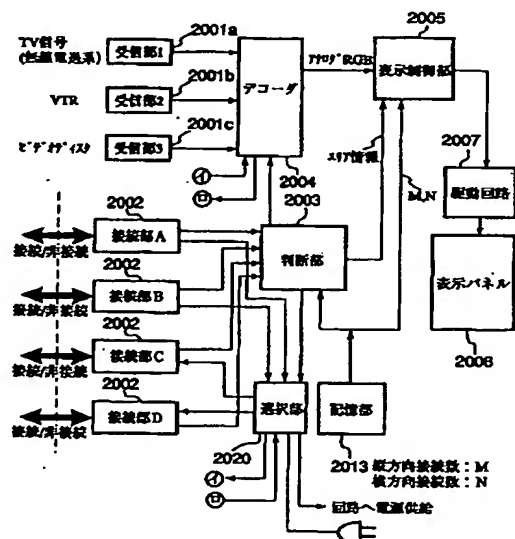 TV信号
(無線電送系)
受信部1
2001a
VTR
受信部2
2001b
ビデオディスク
受信部3
2001c
デコーダ
2004
アナログRGB
2005
表示制御部
エリア情報
M,N
2007
駆動回路
表示パネル
2006
イ
ロ
2003
判断部
2002
接続部A
接続/非接続
2002
接続部B
接続/非接続
2002
接続部C
接続/非接続
2002
接続部D
接続/非接続
選択部
2020
記憶部
2013
縦方向接続数:M
横方向接続数:N
イ
ロ
回路へ電源供給